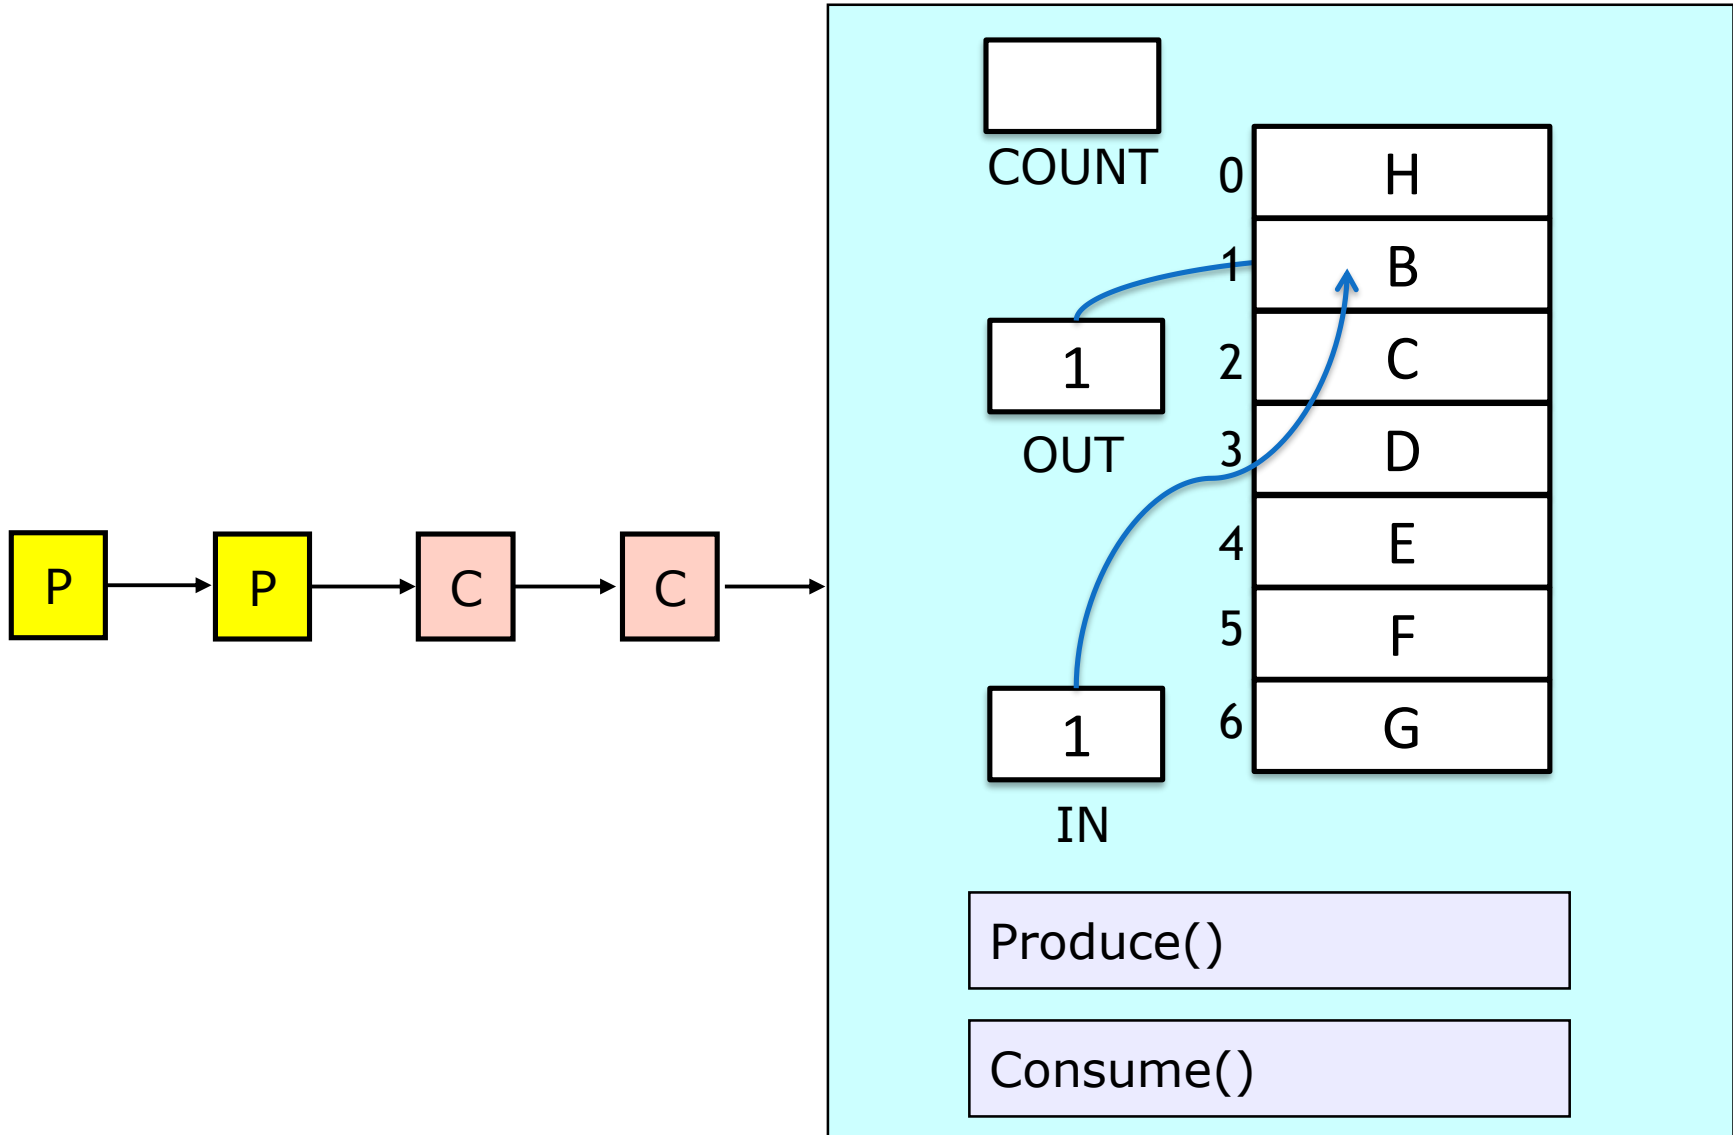 COUNT
0 H
1 B
1
2 C
OUT
3 D
P P C C
4 E
5 F
1
6 G
IN
Produce()
Consume()